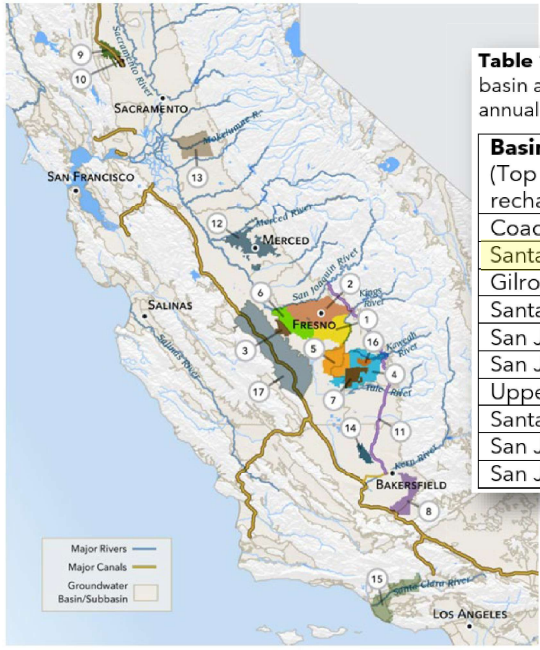 9
10
Sacramento River
SACRAMENTO
Mokelumne R.
13
SAN FRANCISCO
12
Merced River
MERCED
San Joaquin River
2
6
Kings
River
FRESNO
1
SALINAS
16
Kaweah
River
3
5
4
Salinas River
17
7
Tule River
14
11
Kern River
BAKERSFIELD
8
Major Rivers
Major Canals
Groundwater
Basin/Subbasin
15
Santa Clara River
LOS ANGELES
Table
basin a
annual
Basin
(Top
recha
Coac
Santa
Gilro
Santa
San J
San J
Uppe
Santa
San J
San J